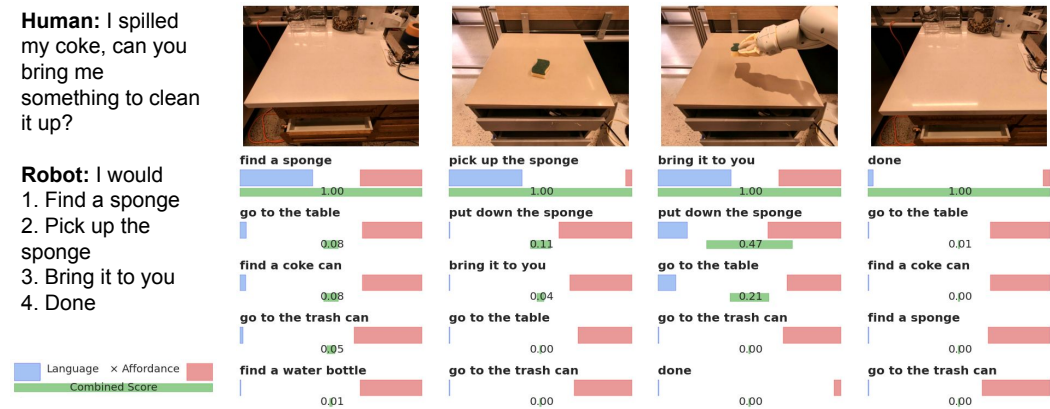 Human: I spilled
my coke, can you
bring me
something to clean
it up?
Robot: I would
1. Find a sponge
2. Pick up the
sponge
3. Bring it to you
4. Done
Language × Affordance
Combined Score
find a sponge
1.00
go to the table
0.08
find a coke can
0.08
go to the trash can
0.05
find a water bottle
0.01
pick up the sponge
1.00
put down the sponge
0.11
bring it to you
0.04
go to the table
0.00
go to the trash can
0.00
bring it to you
1.00
put down the sponge
0.47
go to the table
0.21
go to the trash can
0.00
done
0.00
done
1.00
go to the table
0.01
find a coke can
0.00
find a sponge
0.00
go to the trash can
0.00